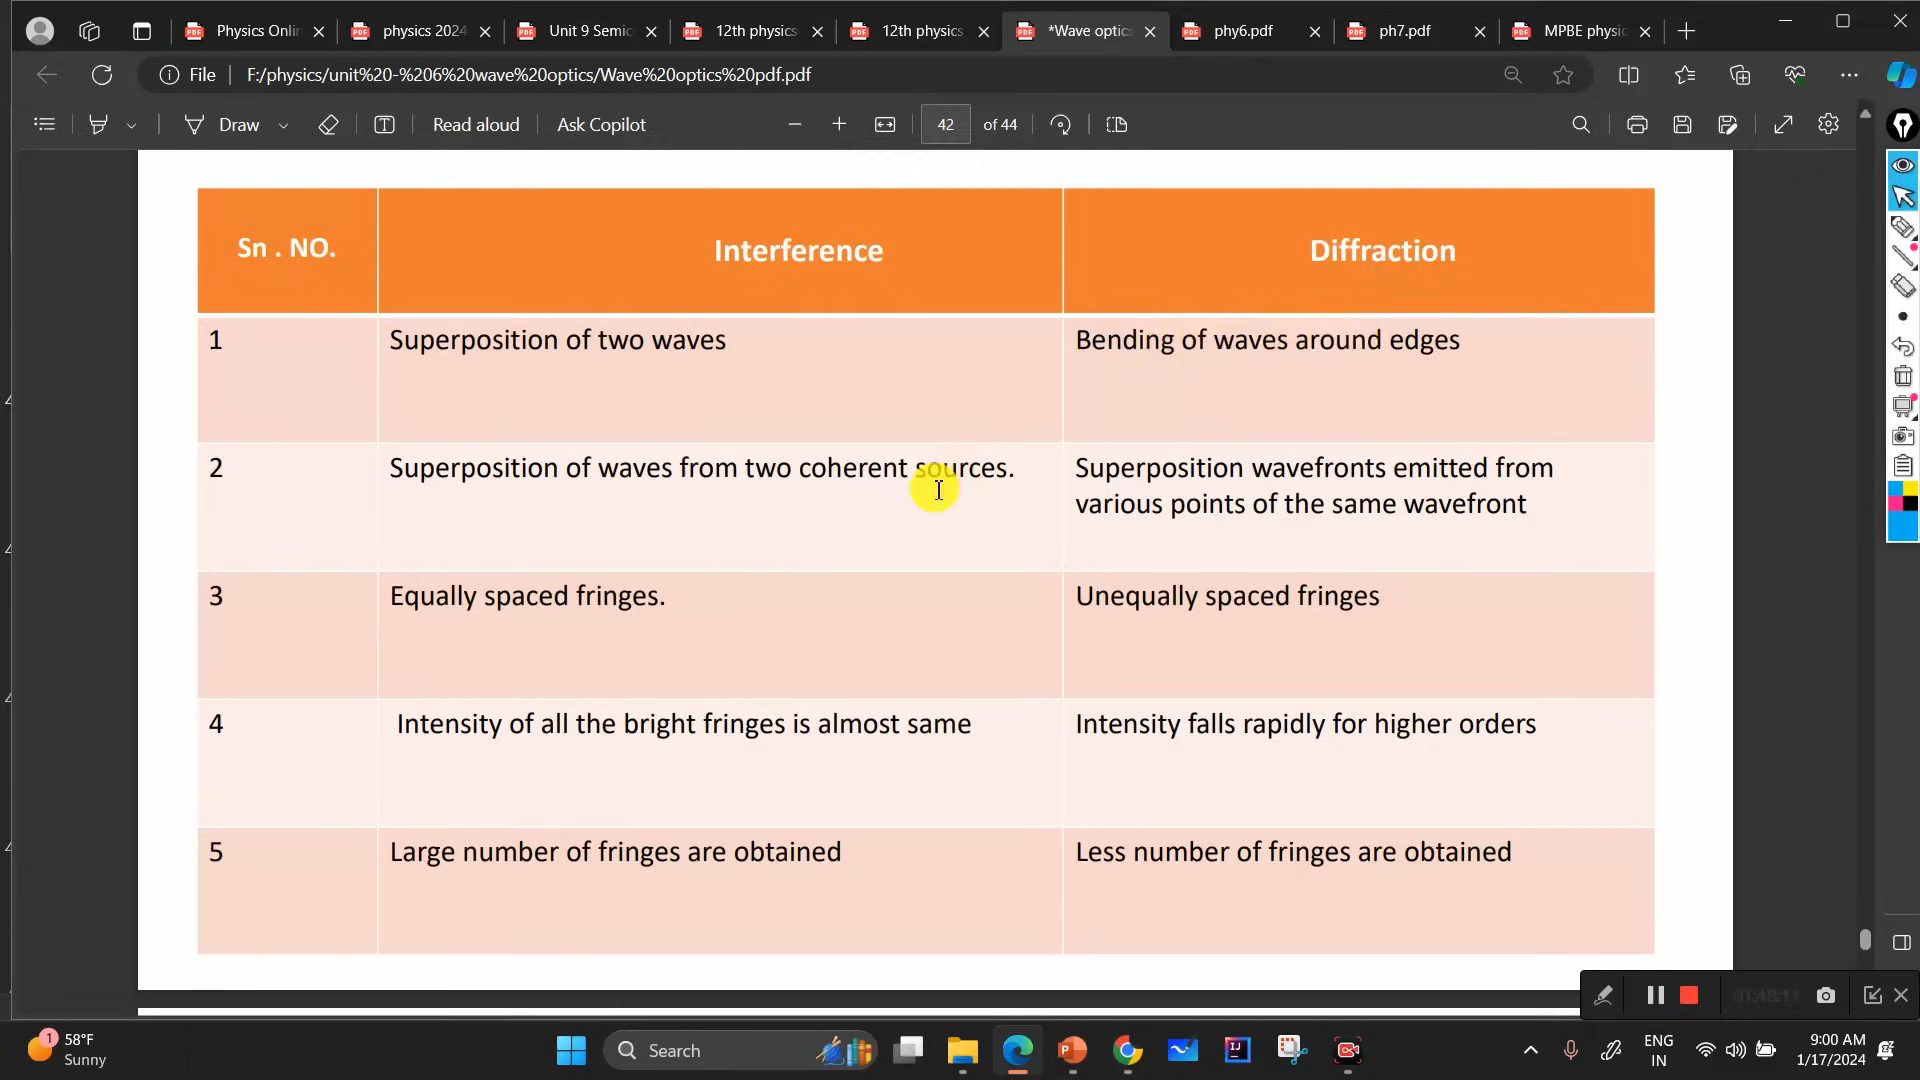 Physics Onlin
physics 2024
Unit 9 Semic
12th physics
12th physics
*Wave optics
phy6.pdf
ph7.pdf
MPBE physic
File
F:/physics/unit%20-%206%20wave%20optics/Wave%20optics%20pdf.pdf
Draw
Read aloud
Ask Copilot
42
of 44
Sn . NO.
Interference
Diffraction
1
Superposition of two waves
Bending of waves around edges
2
Superposition of waves from two coherent sources.
Superposition wavefronts emitted from
various points of the same wavefront
3
Equally spaced fringes.
Unequally spaced fringes
4
Intensity of all the bright fringes is almost same
Intensity falls rapidly for higher orders
5
Large number of fringes are obtained
Less number of fringes are obtained
1
58°F
Sunny
Search
ENG
IN
9:00 AM
1/17/2024